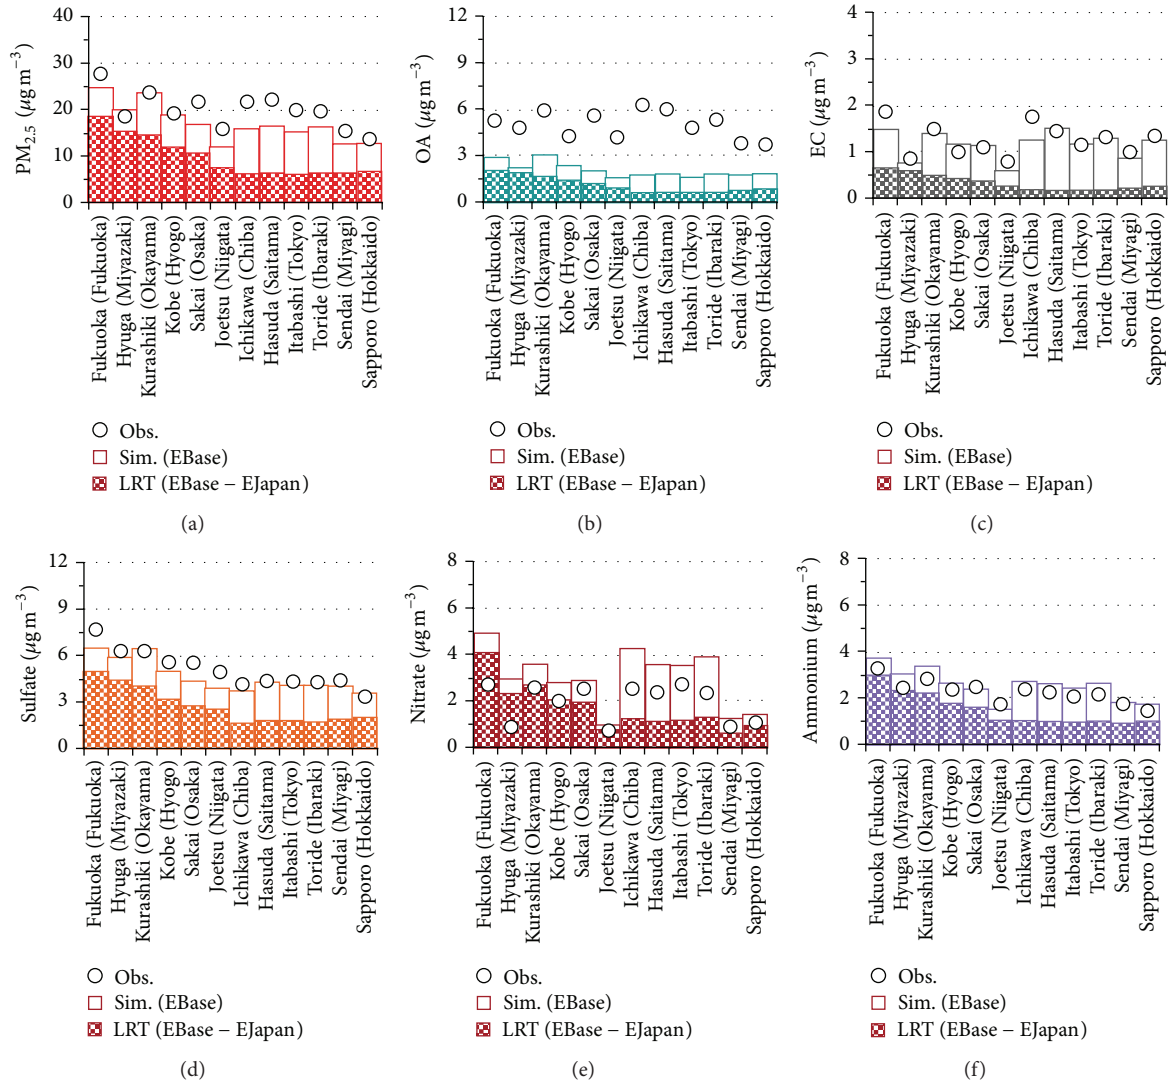 PM2.5 (μg m−3)
40
30
20
10
0
Fukuoka (Fukuoka)
Hyuga (Miyazaki)
Kurashiki (Okayama)
Kobe (Hyogo)
Sakai (Osaka)
Joetsu (Niigata)
Ichikawa (Chiba)
Hasuda (Saitama)
Itabashi (Tokyo)
Toride (Ibaraki)
Sendai (Miyagi)
Sapporo (Hokkaido)
Obs.
Sim. (EBase)
LRT (EBase − EJapan)
(a)
OA (μg m−3)
12
9
6
3
0
Fukuoka (Fukuoka)
Hyuga (Miyazaki)
Kurashiki (Okayama)
Kobe (Hyogo)
Sakai (Osaka)
Joetsu (Niigata)
Ichikawa (Chiba)
Hasuda (Saitama)
Itabashi (Tokyo)
Toride (Ibaraki)
Sendai (Miyagi)
Sapporo (Hokkaido)
Obs.
Sim. (EBase)
LRT (EBase − EJapan)
(b)
EC (μg m−3)
4
3
2
1
0
Fukuoka (Fukuoka)
Hyuga (Miyazaki)
Kurashiki (Okayama)
Kobe (Hyogo)
Sakai (Osaka)
Joetsu (Niigata)
Ichikawa (Chiba)
Hasuda (Saitama)
Itabashi (Tokyo)
Toride (Ibaraki)
Sendai (Miyagi)
Sapporo (Hokkaido)
Obs.
Sim. (EBase)
LRT (EBase − EJapan)
(c)
Sulfate (μg m−3)
12
9
6
3
0
Fukuoka (Fukuoka)
Hyuga (Miyazaki)
Kurashiki (Okayama)
Kobe (Hyogo)
Sakai (Osaka)
Joetsu (Niigata)
Ichikawa (Chiba)
Hasuda (Saitama)
Itabashi (Tokyo)
Toride (Ibaraki)
Sendai (Miyagi)
Sapporo (Hokkaido)
Obs.
Sim. (EBase)
LRT (EBase − EJapan)
(d)
Nitrate (μg m−3)
8
6
4
2
0
Fukuoka (Fukuoka)
Hyuga (Miyazaki)
Kurashiki (Okayama)
Kobe (Hyogo)
Sakai (Osaka)
Joetsu (Niigata)
Ichikawa (Chiba)
Hasuda (Saitama)
Itabashi (Tokyo)
Toride (Ibaraki)
Sendai (Miyagi)
Sapporo (Hokkaido)
Obs.
Sim. (EBase)
LRT (EBase − EJapan)
(e)
Ammonium (μg m−3)
8
6
4
2
0
Fukuoka (Fukuoka)
Hyuga (Miyazaki)
Kurashiki (Okayama)
Kobe (Hyogo)
Sakai (Osaka)
Joetsu (Niigata)
Ichikawa (Chiba)
Hasuda (Saitama)
Itabashi (Tokyo)
Toride (Ibaraki)
Sendai (Miyagi)
Sapporo (Hokkaido)
Obs.
Sim. (EBase)
LRT (EBase − EJapan)
(f)